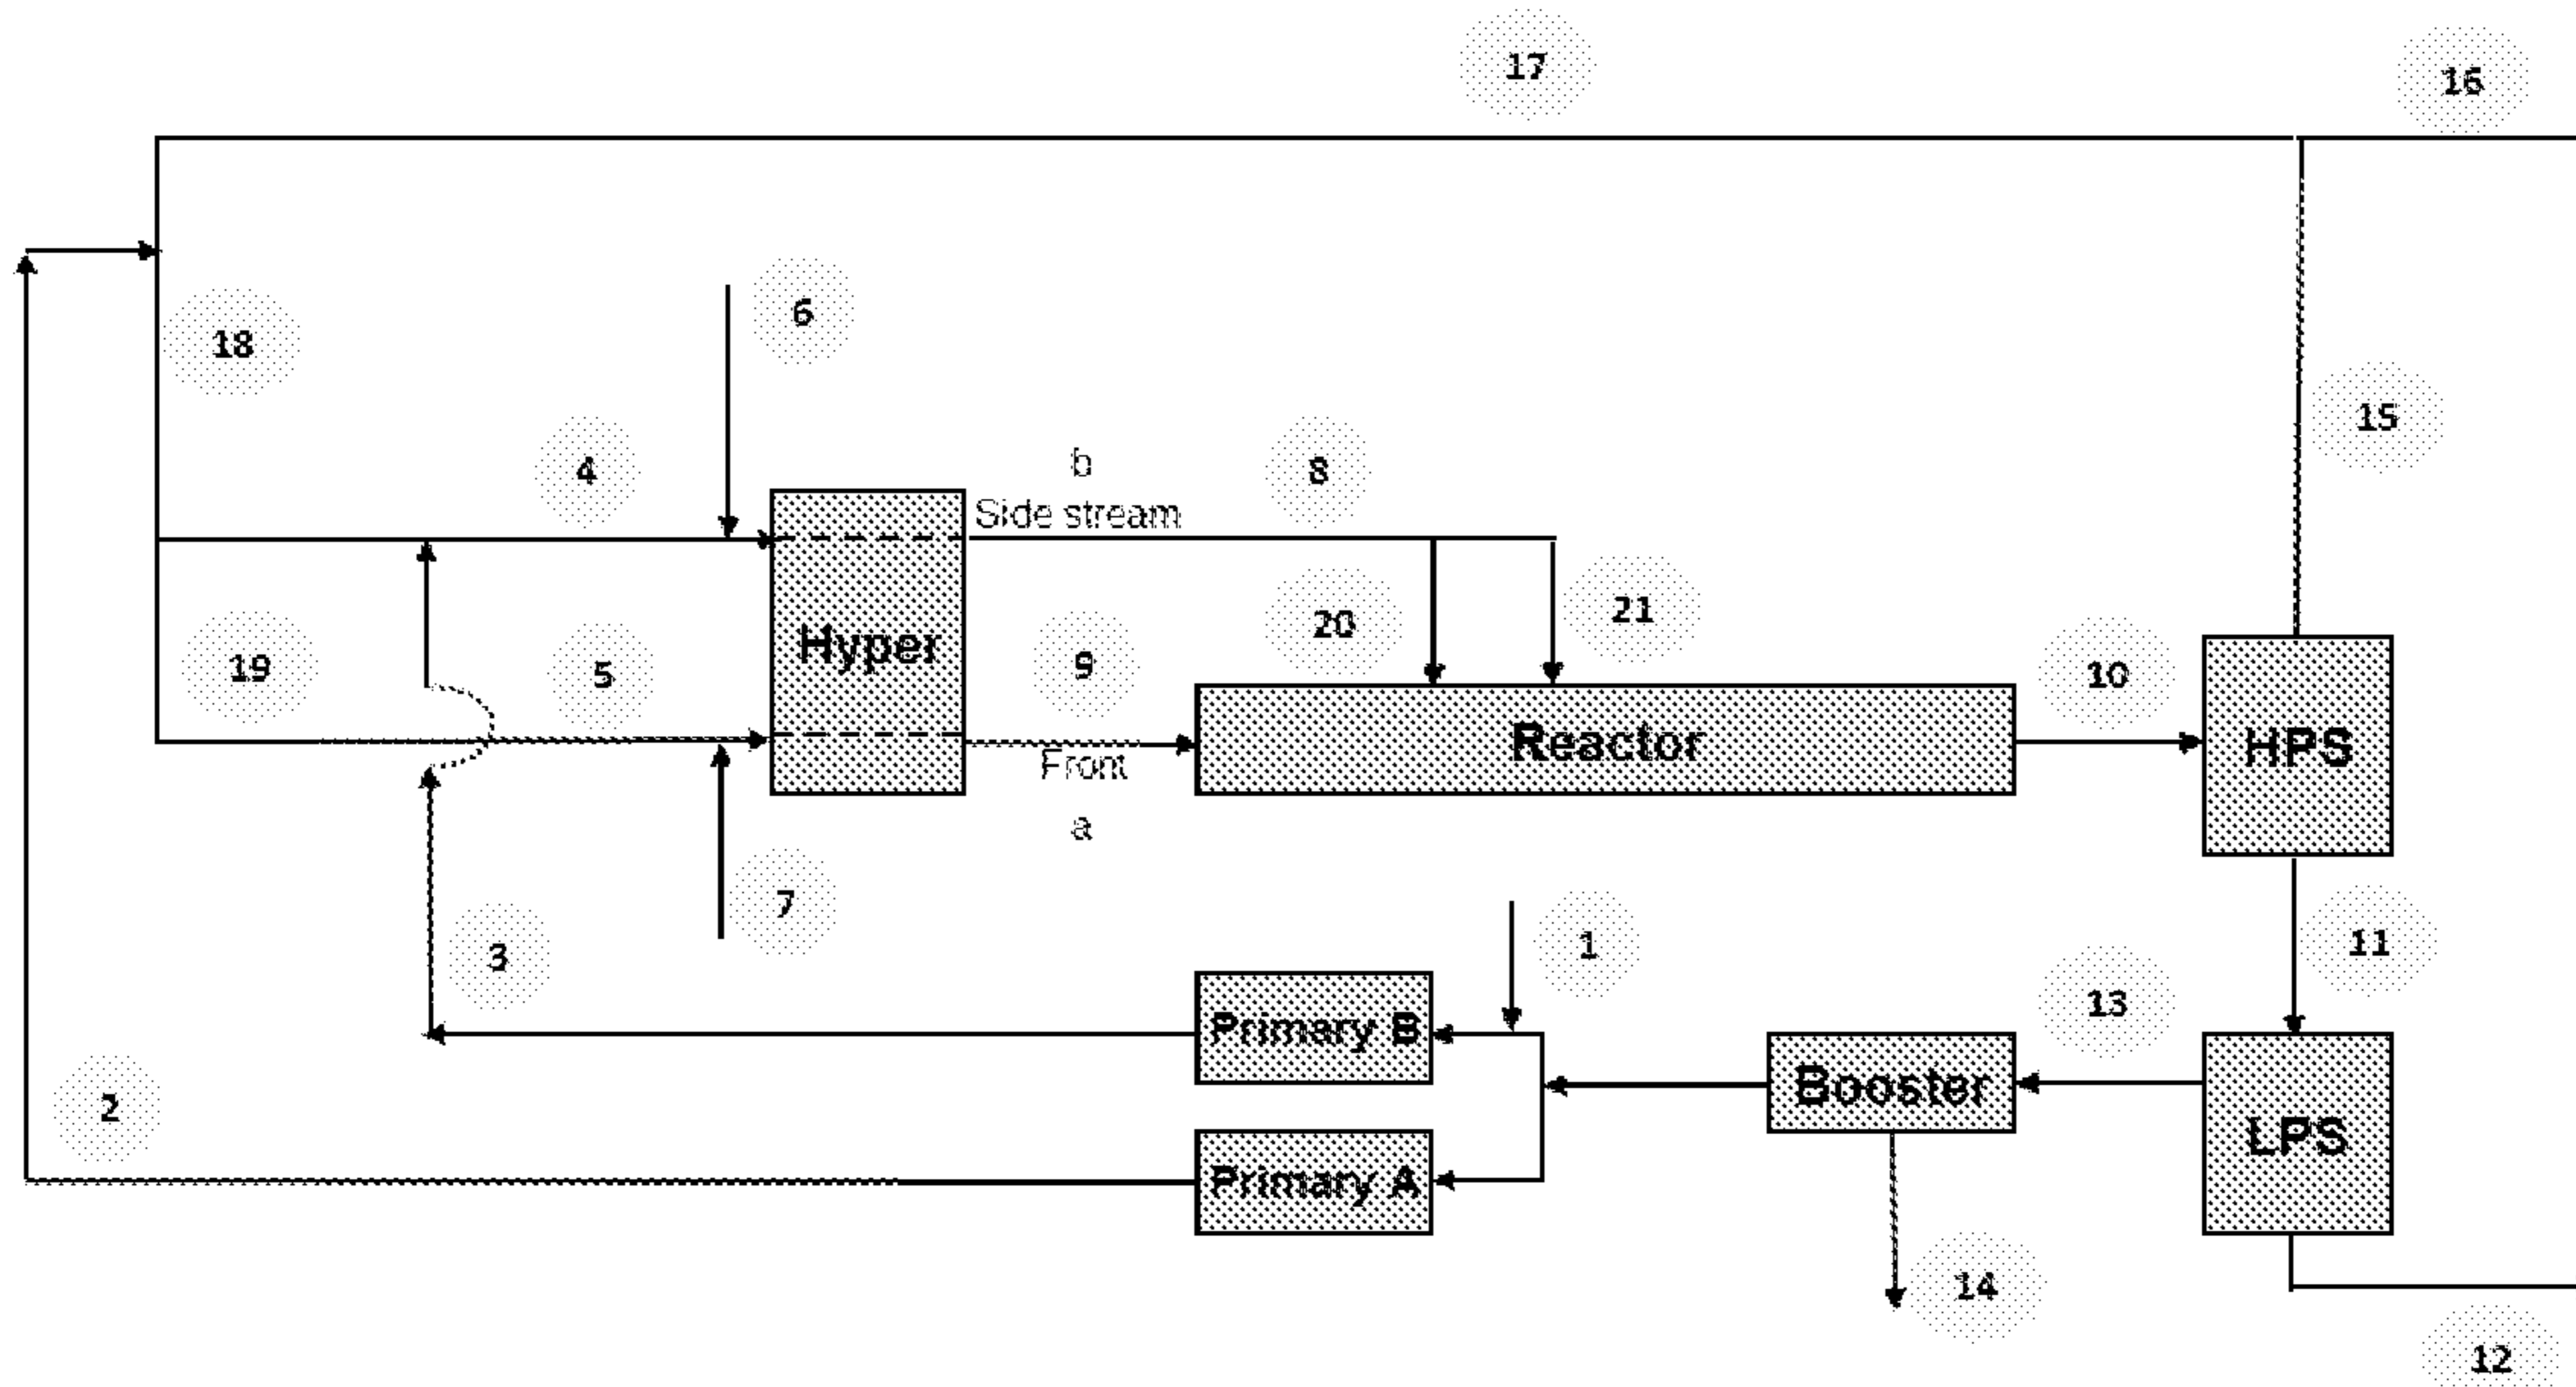 17
16
6
18
15
b
4
8
Side stream
20
21
Hyper
19
5
9
10
Reactor
HPS
Front
a
7
3
1
11
13
Primary B
Booster
2
LPS
Primary A
14
12